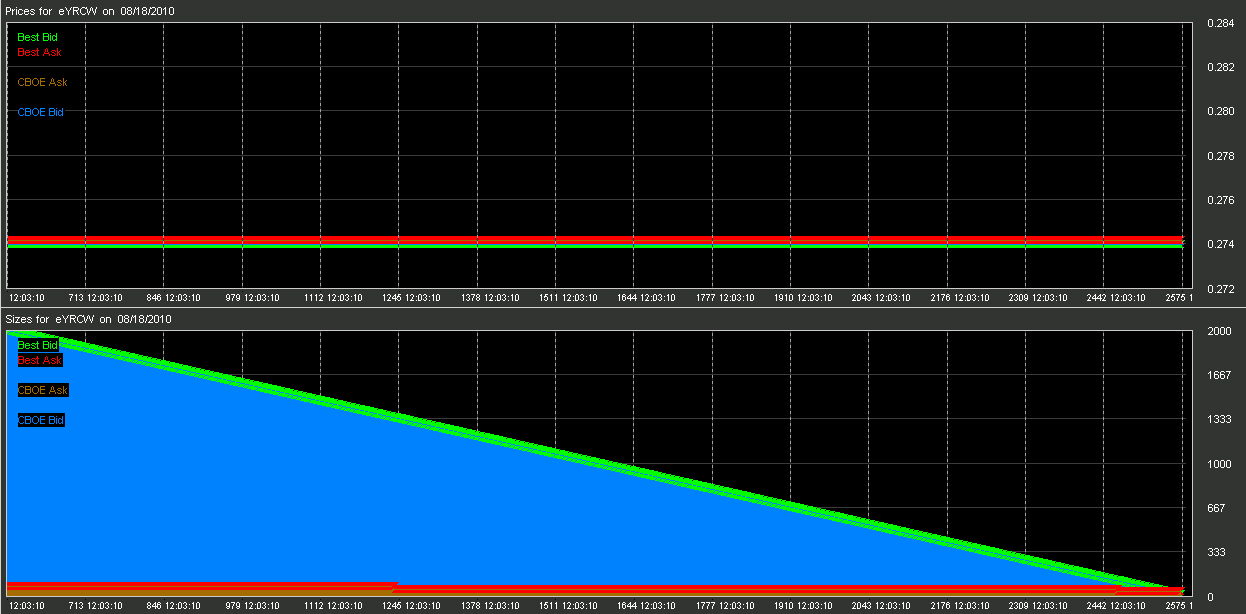 Prices for eYRCW on 08/18/2010
Best Bid
Best Ask
CBOE Ask
CBOE Bid
0.284
0.282
0.280
0.278
0.276
0.274
0.272
12:03:10 713 12:03:10 846 12:03:10 979 12:03:10 1112 12:03:10 1245 12:03:10 1378 12:03:10 1511 12:03:10 1644 12:03:10 1777 12:03:10 1910 12:03:10 2043 12:03:10 2176 12:03:10 2309 12:03:10 2442 12:03:10 2575 1
Sizes for eYRCW on 08/18/2010
Best Bid
Best Ask
CBOE Ask
CBOE Bid
2000
1667
1333
1000
667
333
0
12:03:10 713 12:03:10 846 12:03:10 979 12:03:10 1112 12:03:10 1245 12:03:10 1378 12:03:10 1511 12:03:10 1644 12:03:10 1777 12:03:10 1910 12:03:10 2043 12:03:10 2176 12:03:10 2309 12:03:10 2442 12:03:10 2575 1